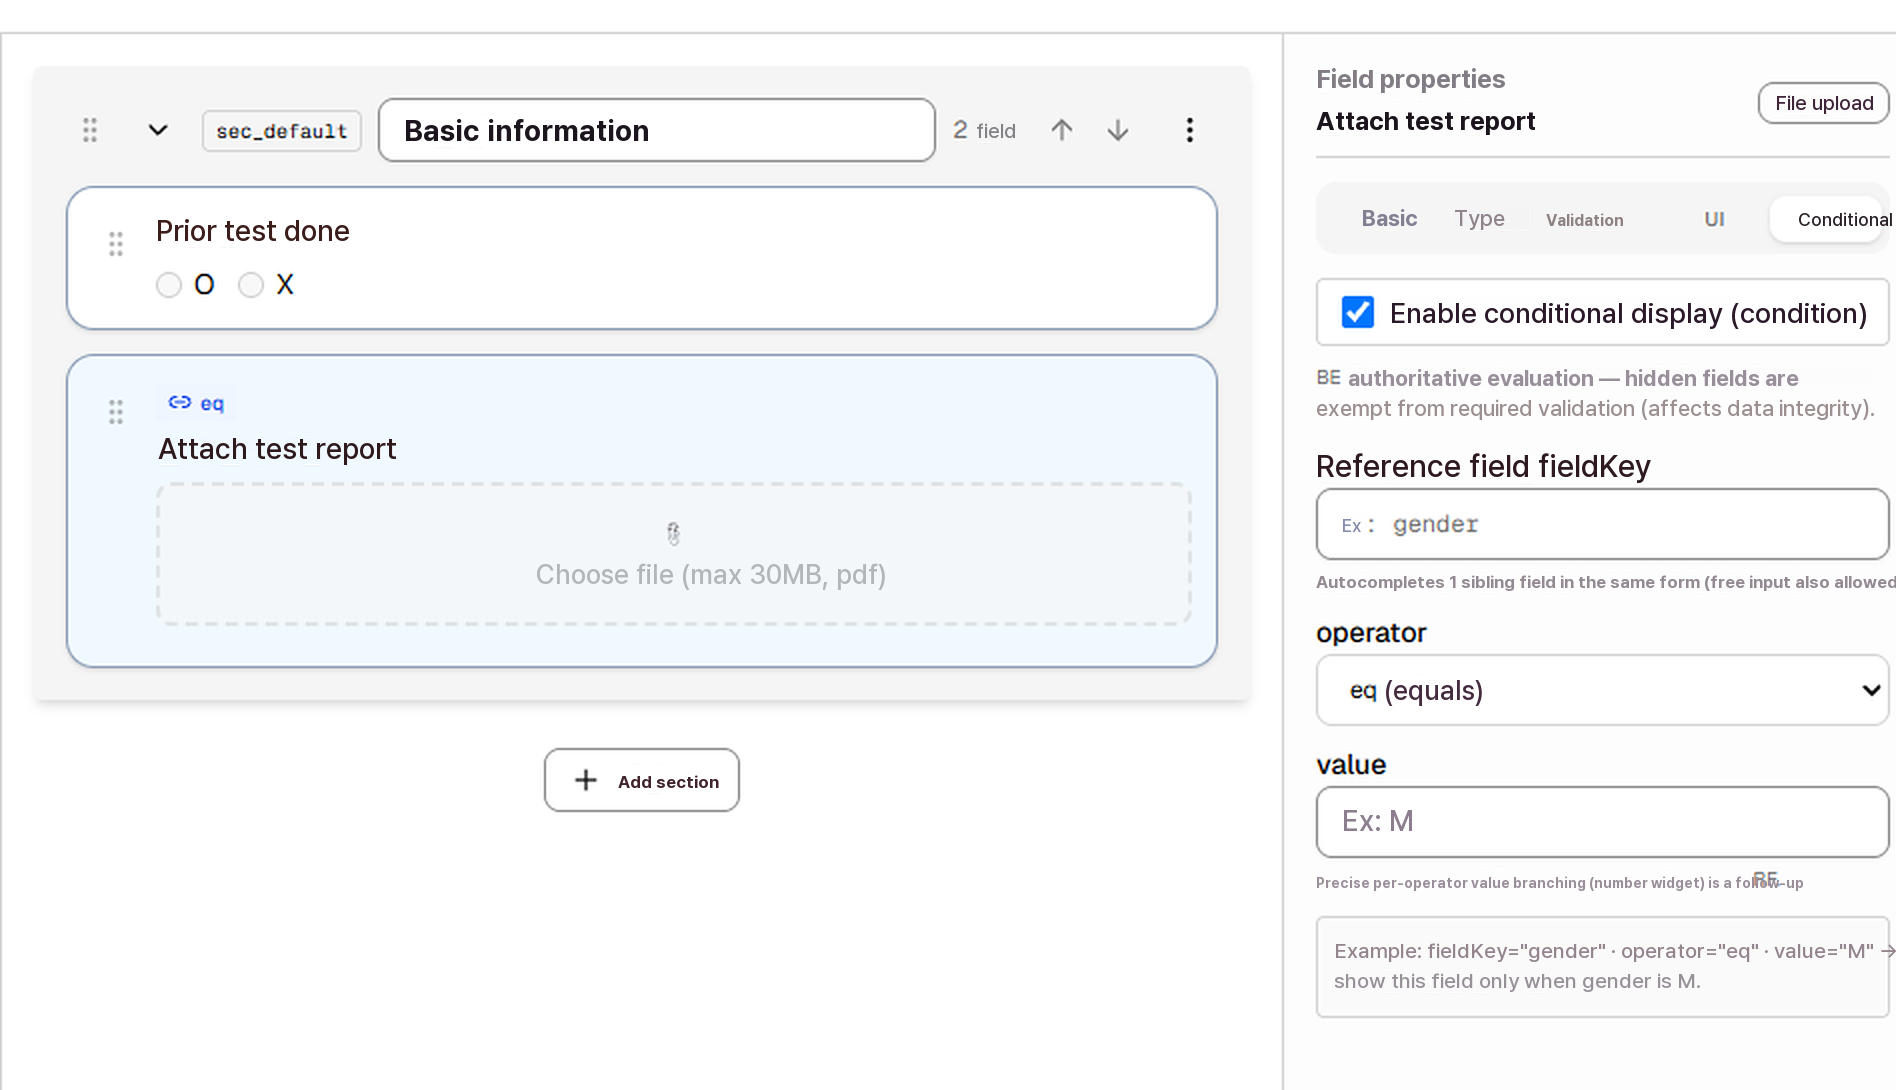 sec_default
Basic information
2 field
Prior test done
O
X
eq
Attach test report
Choose file (max 30MB, pdf)
Add section
Field properties
Attach test report
File upload
Basic
Type
Validation
UI
Conditional
Enable conditional display (condition)
BE authoritative evaluation — hidden fields are
exempt from required validation (affects data integrity).
Reference field fieldKey
Ex : gender
Autocompletes 1 sibling field in the same form (free input also allowed
operator
eq (equals)
value
Ex: M
Precise per-operator value branching (number widget) is a follow-up
BE
Example: fieldKey="gender" · operator="eq" · value="M" →
show this field only when gender is M.